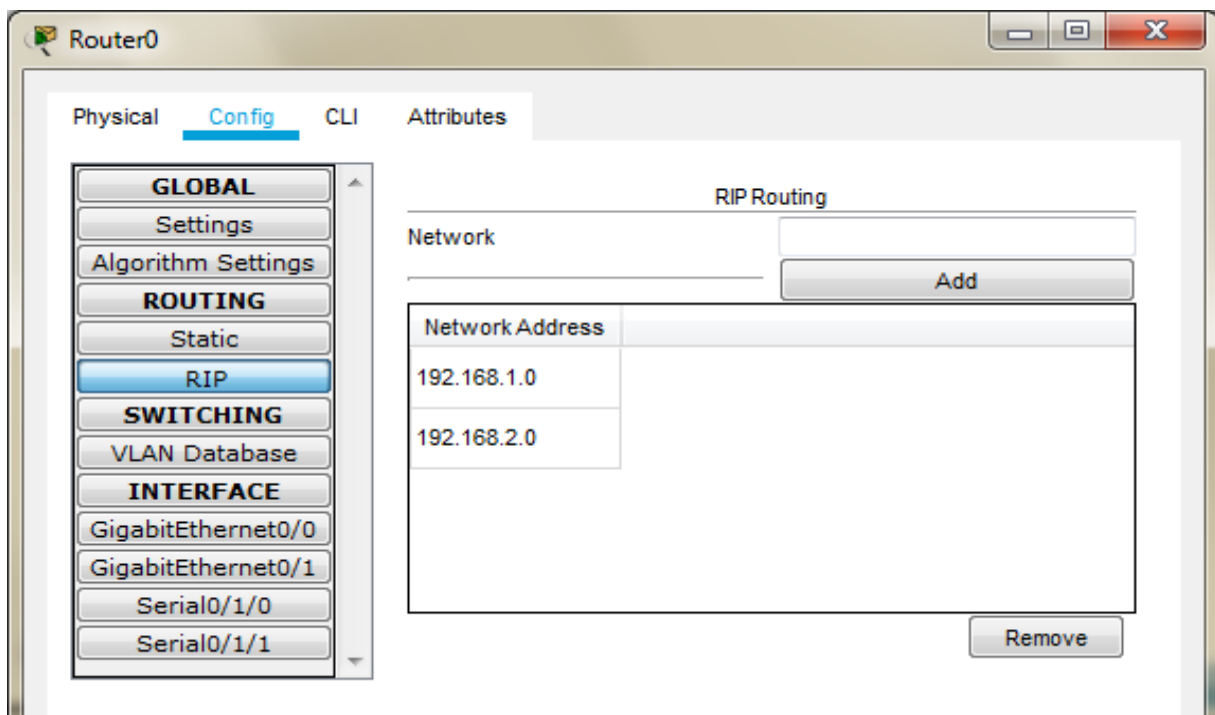 Router0
Physical Config CLI Attributes
GLOBAL
Settings
Algorithm Settings
ROUTING
Static
RIP
SWITCHING
VLAN Database
INTERFACE
GigabitEthernet0/0
GigabitEthernet0/1
Serial0/1/0
Serial0/1/1
RIP Routing
Network
Add
Network Address
192.168.1.0
192.168.2.0
Remove